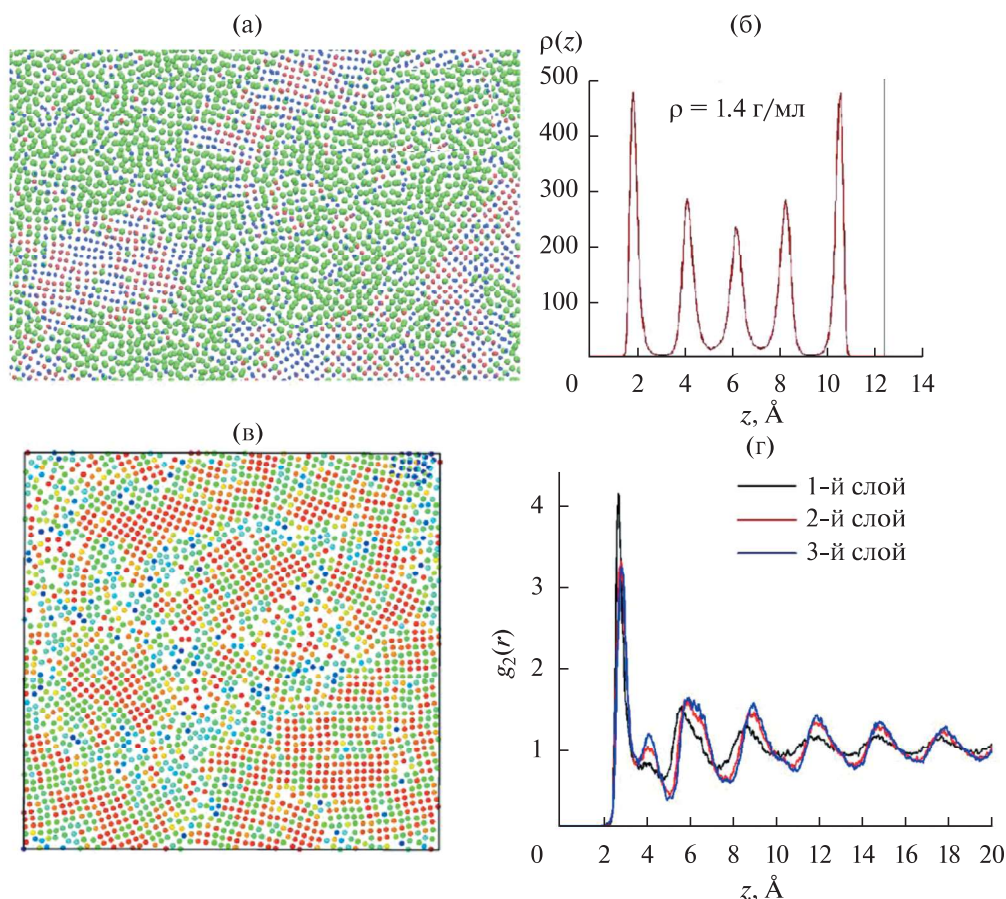 (а)
(б)
ρ(z)
500
400
300
200
100
0
2
4
6
8
10
12
14
z, Å
ρ = 1.4 г/мл
(в)
(г)
4
3
2
1
g₂(r)
0
2
4
6
8
10
12
14
16
18
20
z, Å
1-й слой
2-й слой
3-й слой